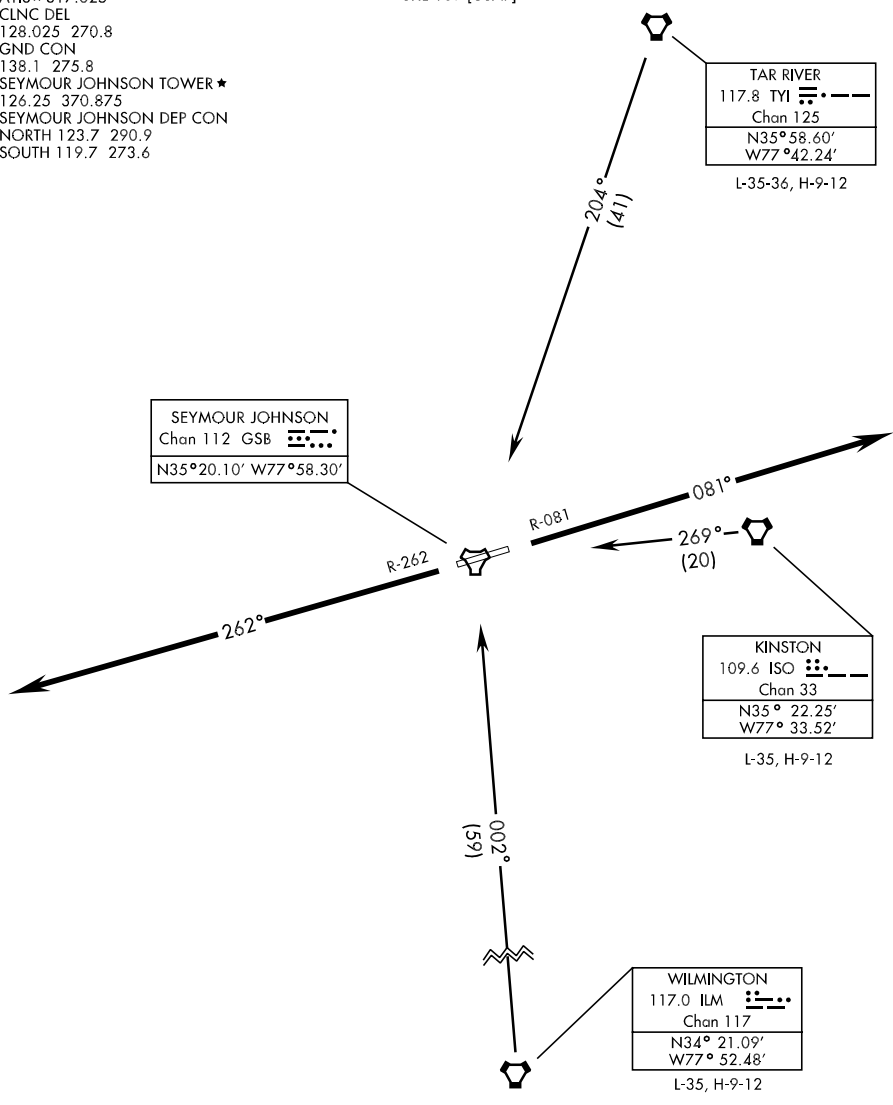 CLNC DEL
128.025 270.8
GND CON
138.1 275.8
SEYMOUR JOHNSON TOWER ★
126.25 370.875
SEYMOUR JOHNSON DEP CON
NORTH 123.7 290.9
SOUTH 119.7 273.6
TAR RIVER
117.8 TYI
Chan 125
N35°58.60′
W77°42.24′
L-35-36, H-9-12
204°
(41)
SEYMOUR JOHNSON
Chan 112 GSB
N35°20.10′ W77°58.30′
081°
R-081
269°
(20)
R-262
262°
KINSTON
109.6 ISO
Chan 33
N35° 22.25′
W77° 33.52′
L-35, H-9-12
002°
(59)
WILMINGTON
117.0 ILM
Chan 117
N34° 21.09′
W77° 52.48′
L-35, H-9-12